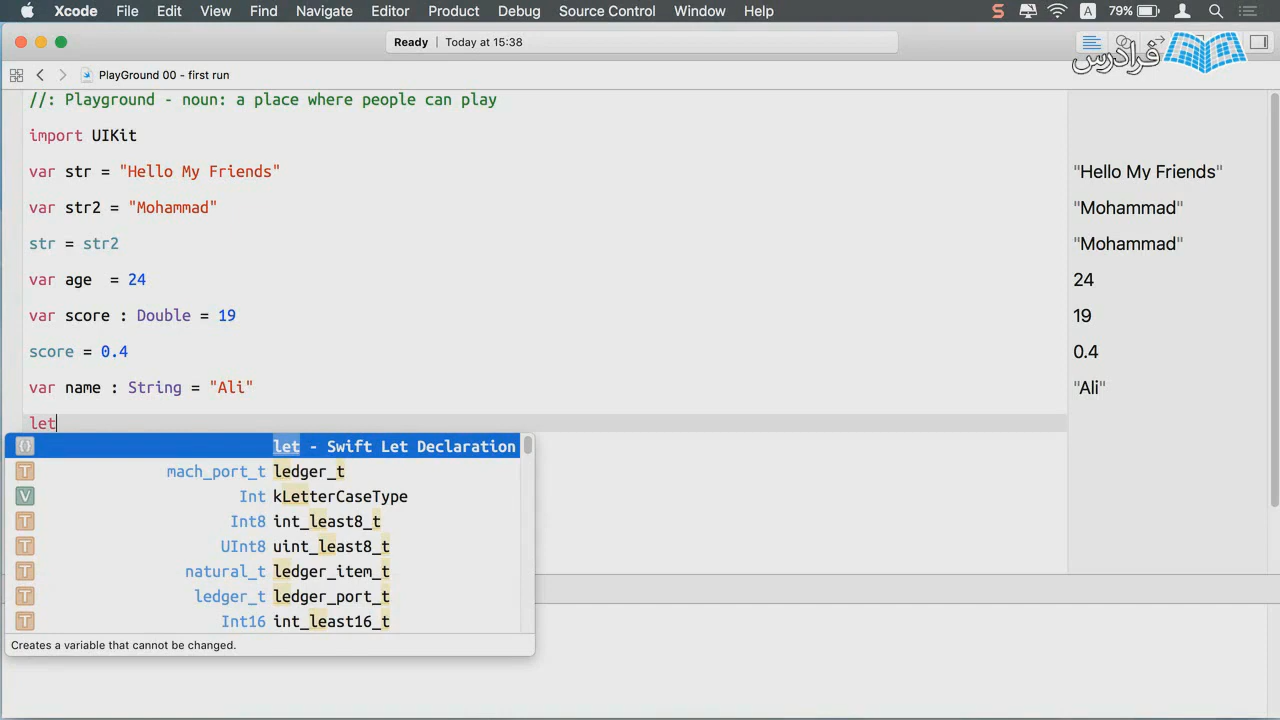 Xcode File Edit View Find Navigate Editor Product Debug Source Control Window Help S A 79%
Ready | Today at 15:38
فرادرس
PlayGround 00 - first run
//: Playground - noun: a place where people can play
import UIKit
var str = "Hello My Friends" "Hello My Friends"
var str2 = "Mohammad" "Mohammad"
str = str2 "Mohammad"
var age  = 24 24
var score : Double = 19 19
score = 0.4 0.4
var name : String = "Ali" "Ali"
let
{} let - Swift Let Declaration
T mach_port_t ledger_t
V Int kLetterCaseType
T Int8 int_least8_t
T UInt8 uint_least8_t
T natural_t ledger_item_t
T ledger_t ledger_port_t
T Int16 int_least16_t
Creates a variable that cannot be changed.